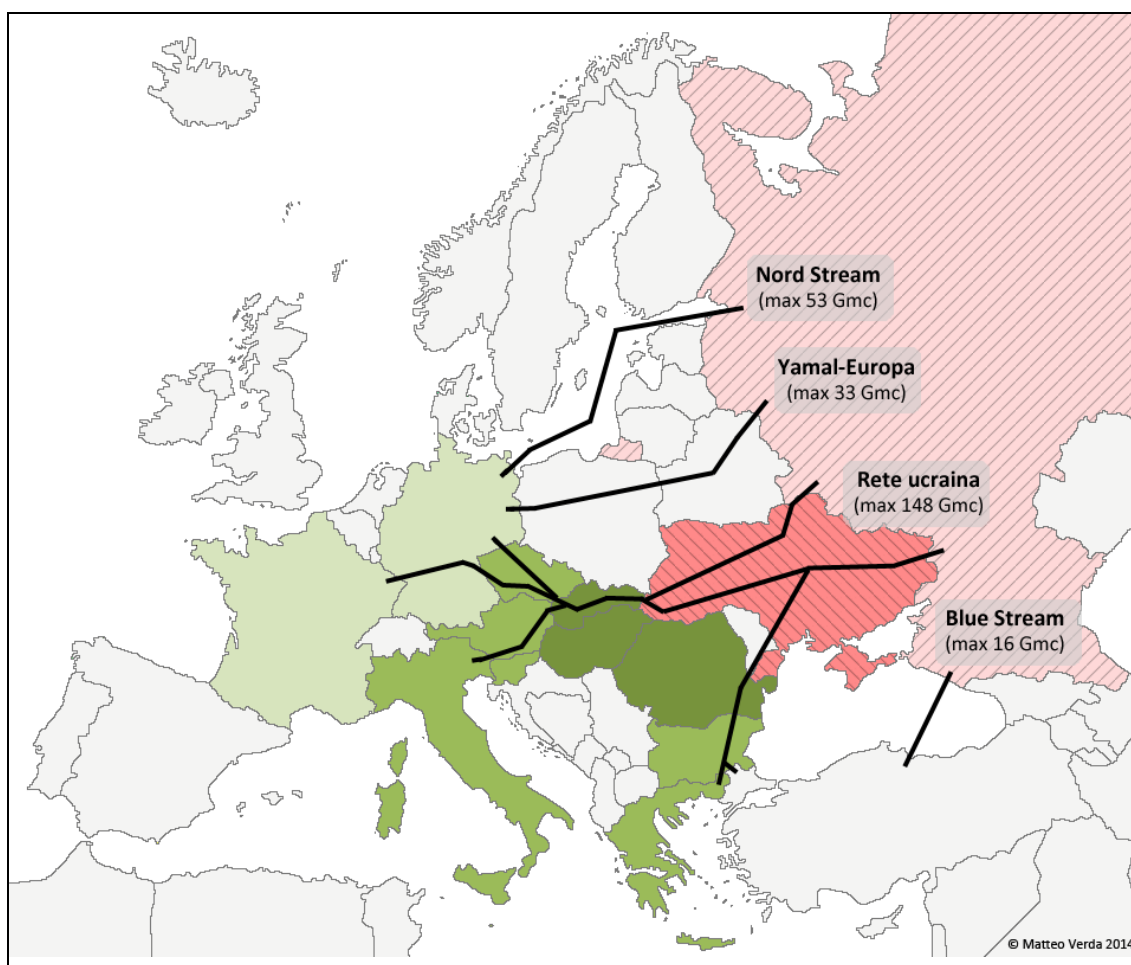 Nord Stream
(max 53 Gmc)
Yamal-Europa
(max 33 Gmc)
Rete ucraina
(max 148 Gmc)
Blue Stream
(max 16 Gmc)
© Matteo Verda 2014